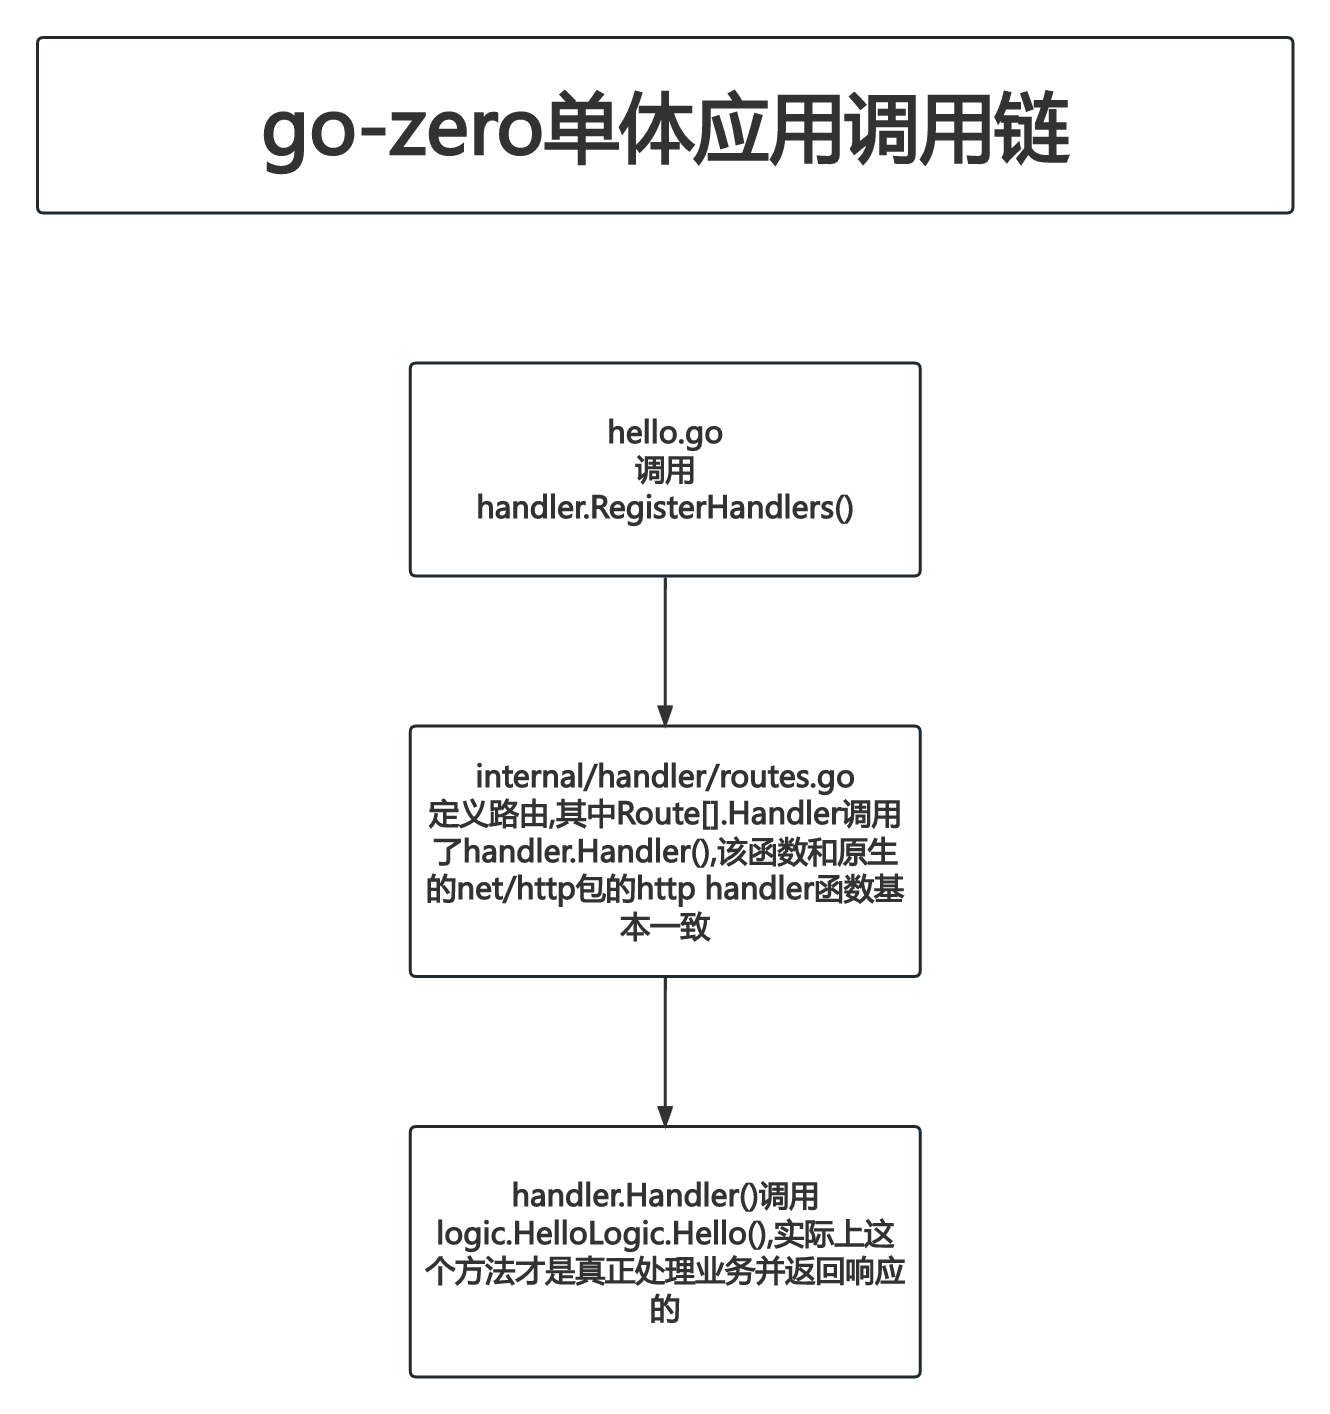 go-zero单体应用调用链
hello.go
调用
handler.RegisterHandlers()
internal/handler/routes.go
定义路由,其中Route[].Handler调用
了handler.Handler(),该函数和原生
的net/http包的http handler函数基
本一致
handler.Handler()调用
logic.HelloLogic.Hello(),实际上这
个方法才是真正处理业务并返回响应
的